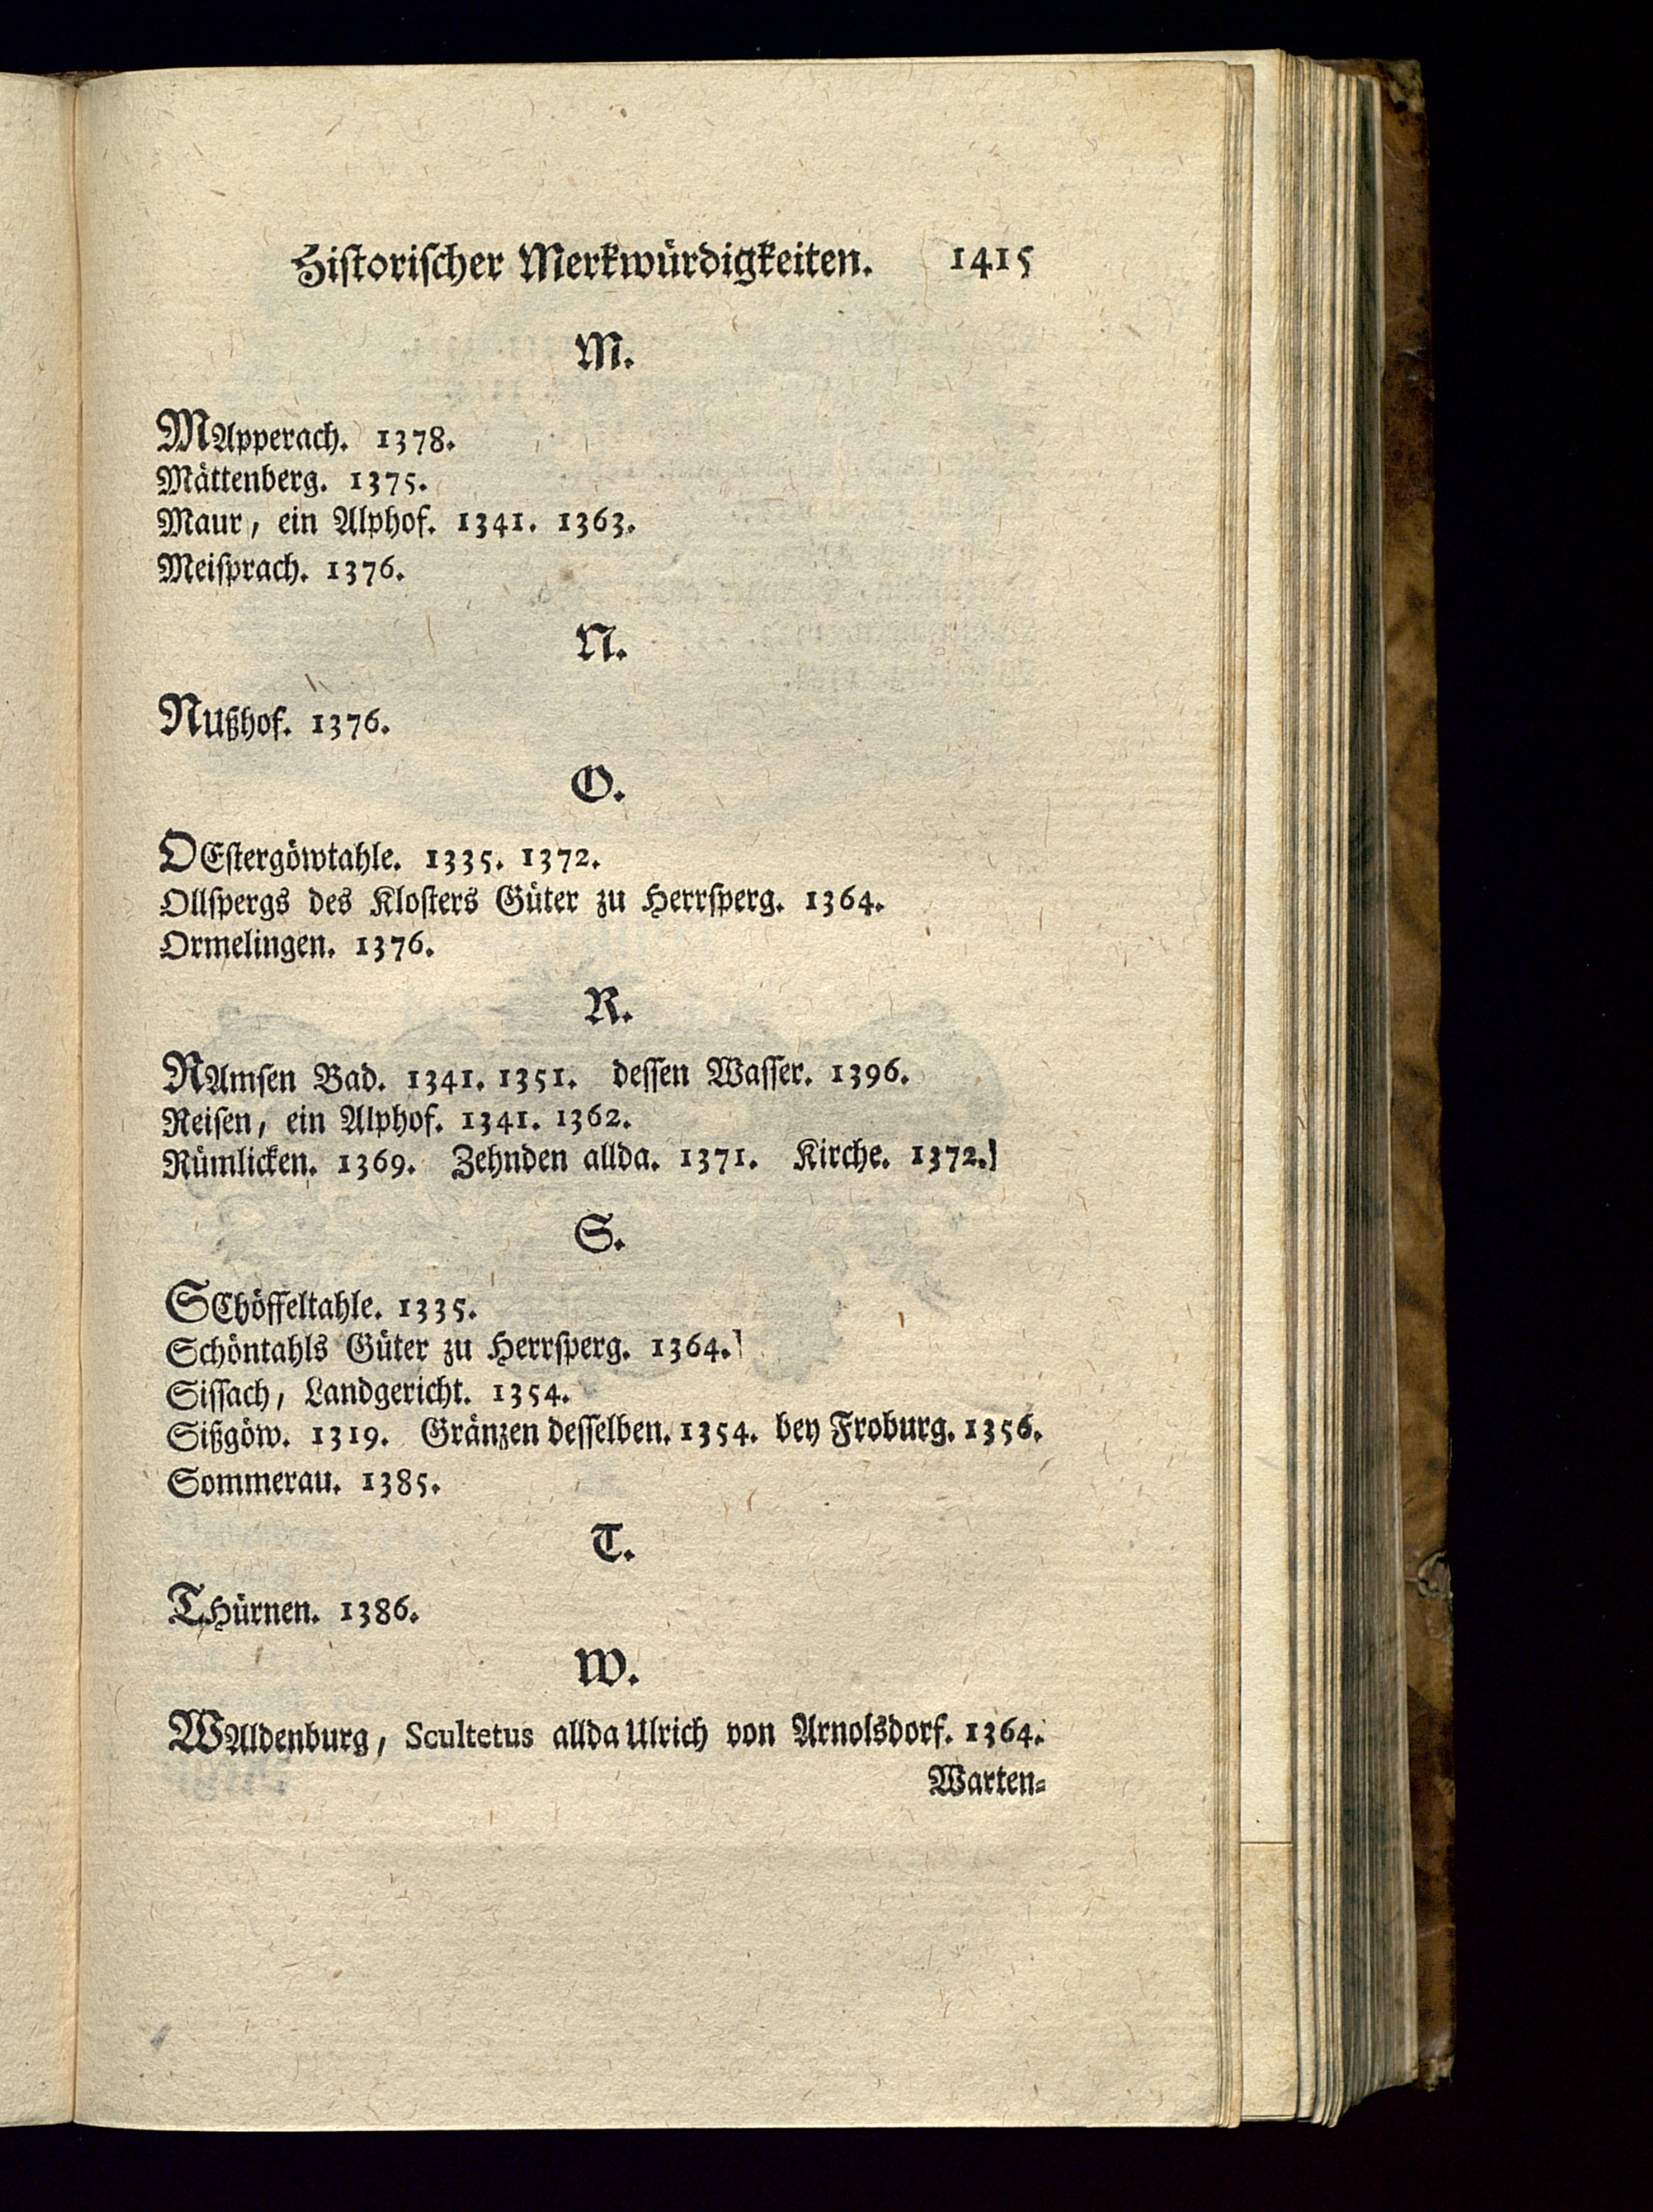 Historischer Merkwürdigkeiten. 1415
M.
MApperach. 1378.
Mättenberg. 1375.
Maur, ein Alphof. 1341. 1363.
Meiſprach. 1376.
N.
NUßhof. 1376.
O.
OEſtergöwtahle. 1335. 1372.
Ollſpergs des Kloſters Güter zu Herrſperg. 1364.
Ormelingen. 1376.
R.
RAmſen Bad. 1341. 1351. deſſen Waſſer. 1396.
Reiſen, ein Alphof. 1341. 1362.
Rümlicken. 1369. Zehnden allda. 1371. Kirche. 1372.
S.
SChöffeltahle. 1335.
Schöntahls Güter zu Herrſperg. 1364.
Siſſach, Landgericht. 1354.
Sißgöw. 1319. Gränzen deſſelben. 1354. bey Froburg. 1356.
Sommerau. 1385.
T.
THürnen. 1386.
W.
WAldenburg, Scultetus allda Ulrich von Arnolsdorf. 1364.
Warten=